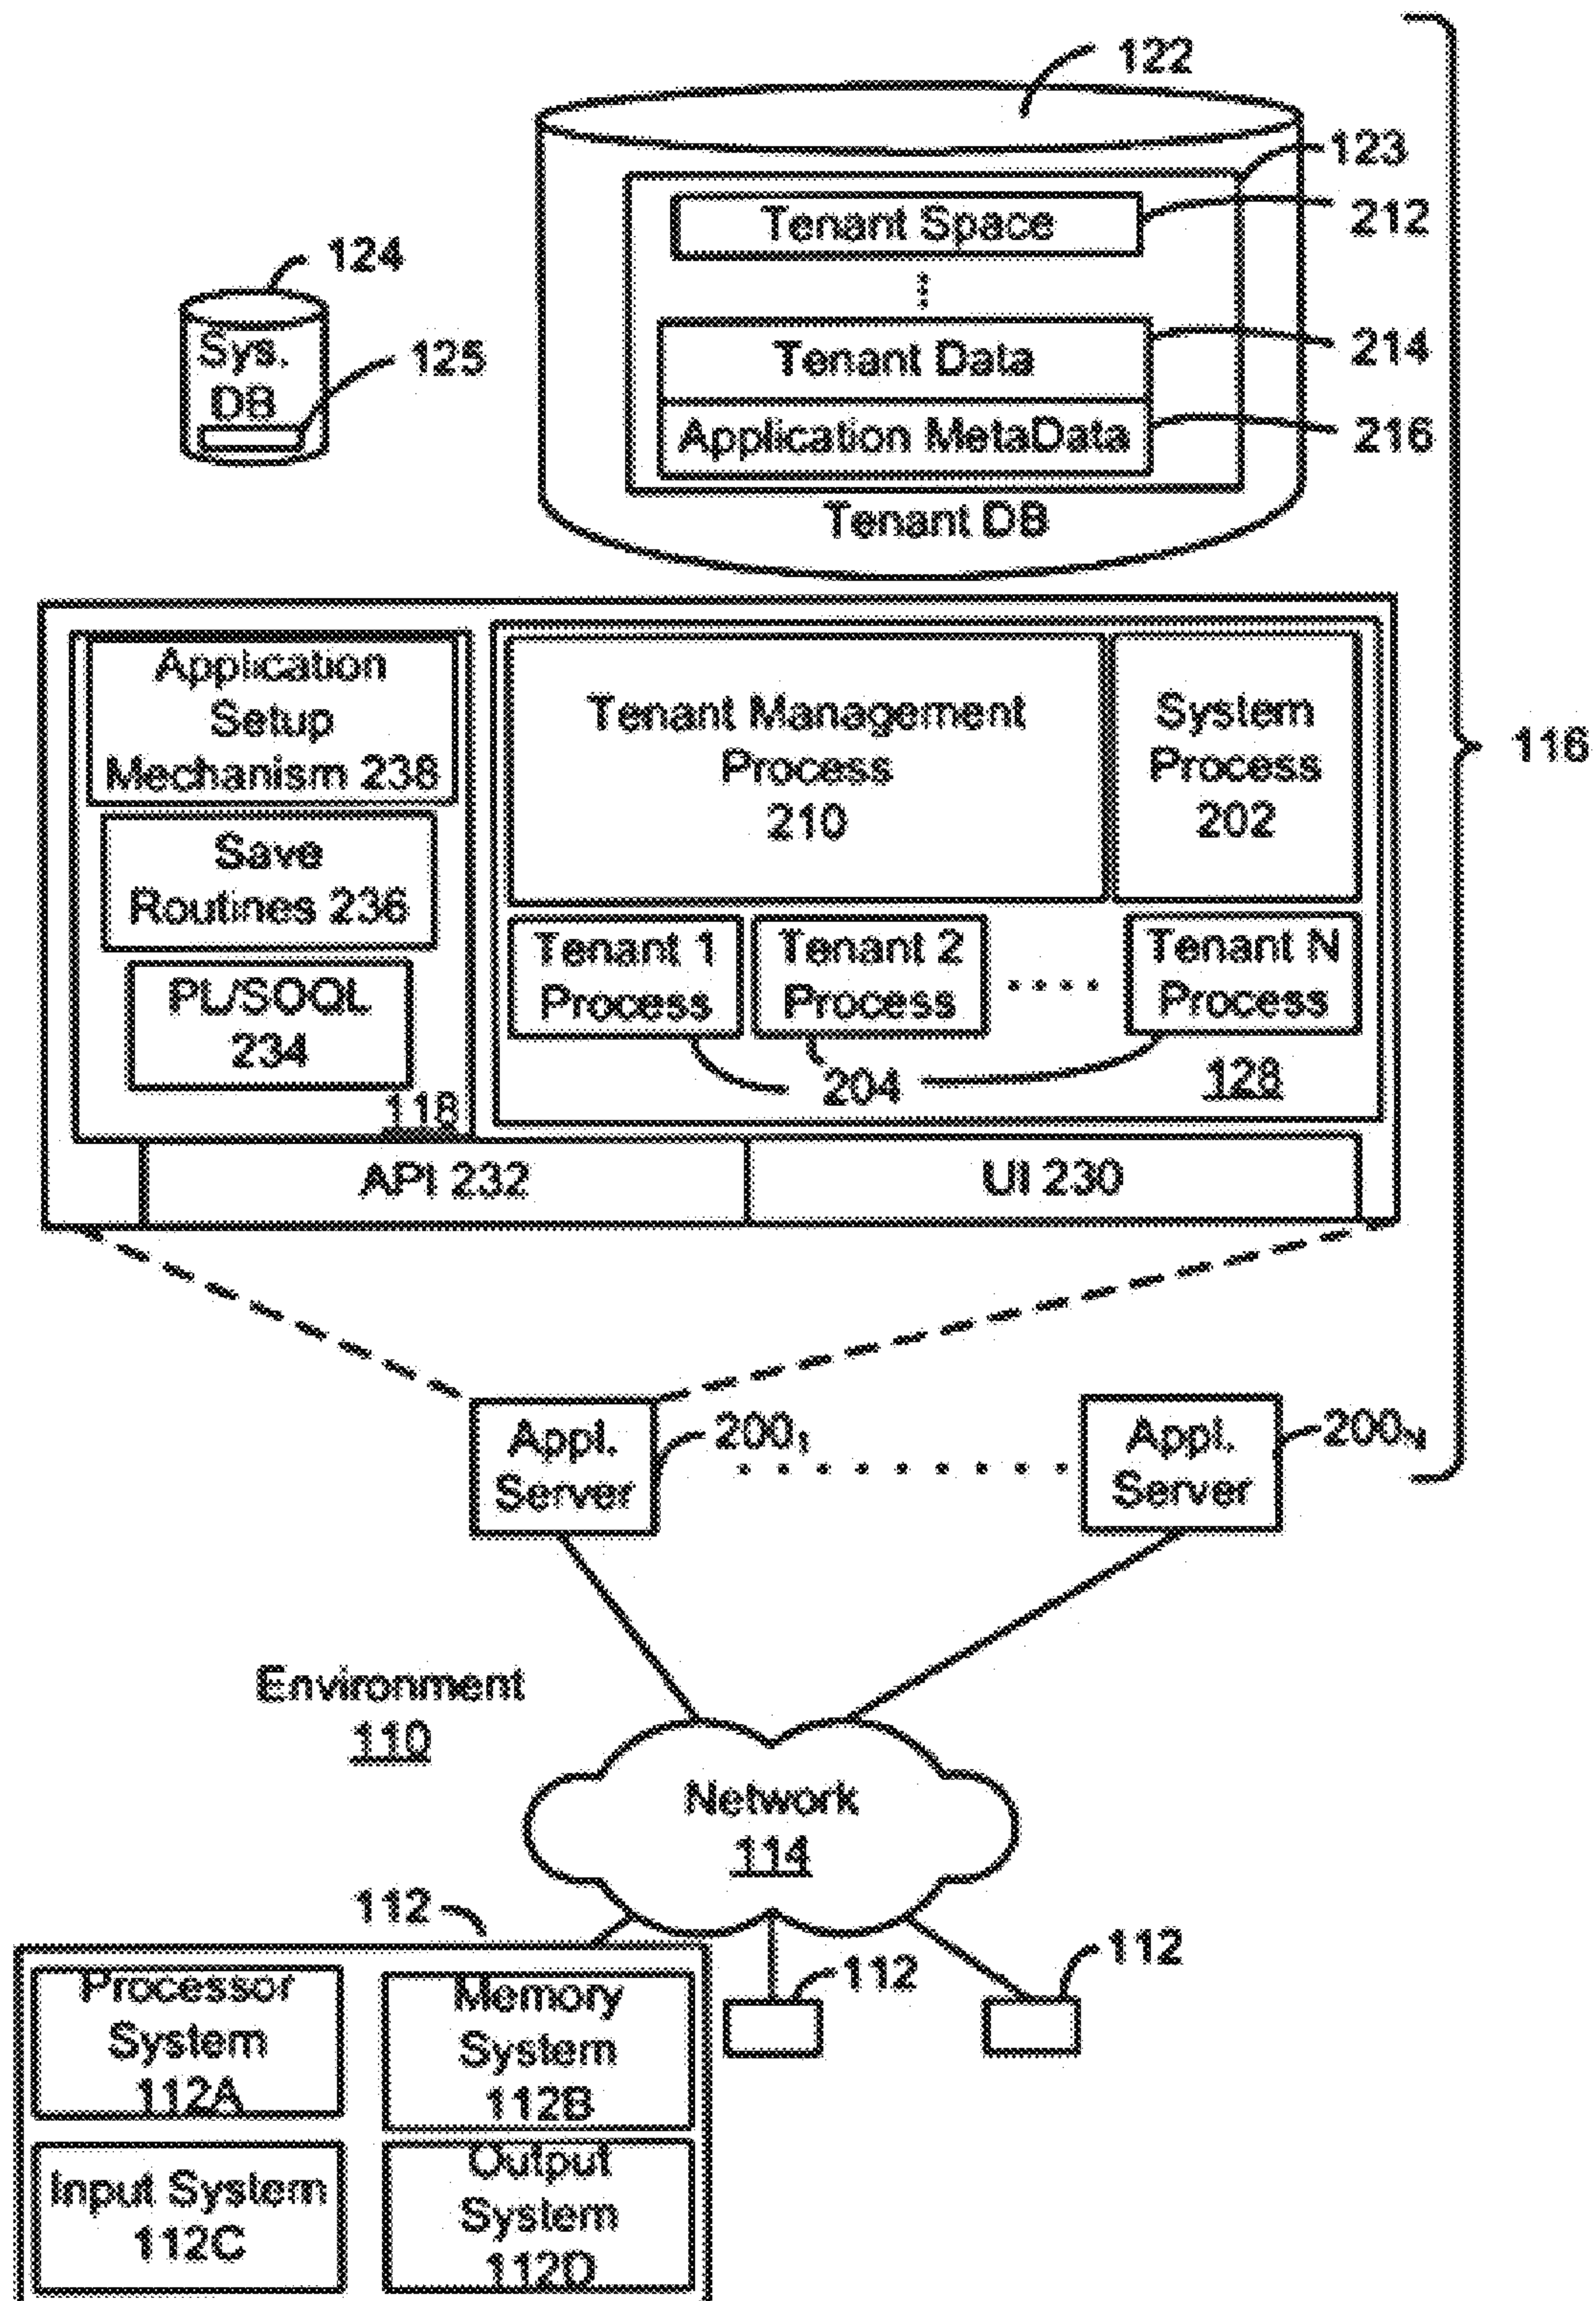 122
123
Tenant Space
212
124
Sys.
DB
125
Tenant Data
214
Application MetaData
216
Tenant DB
Application
Setup
Mechanism 238
Tenant Management
Process
210
System
Process
202
116
Save
Routines 236
Tenant 1
Process
Tenant 2
Process
Tenant N
Process
PL/SOQL
234
204
128
118
API 232
UI 230
Appl.
Server
200₁
Appl.
Server
200N
Environment
110
Network
114
112
112
112
Processor
System
112A
Memory
System
112B
Input System
112C
Output
System
112D